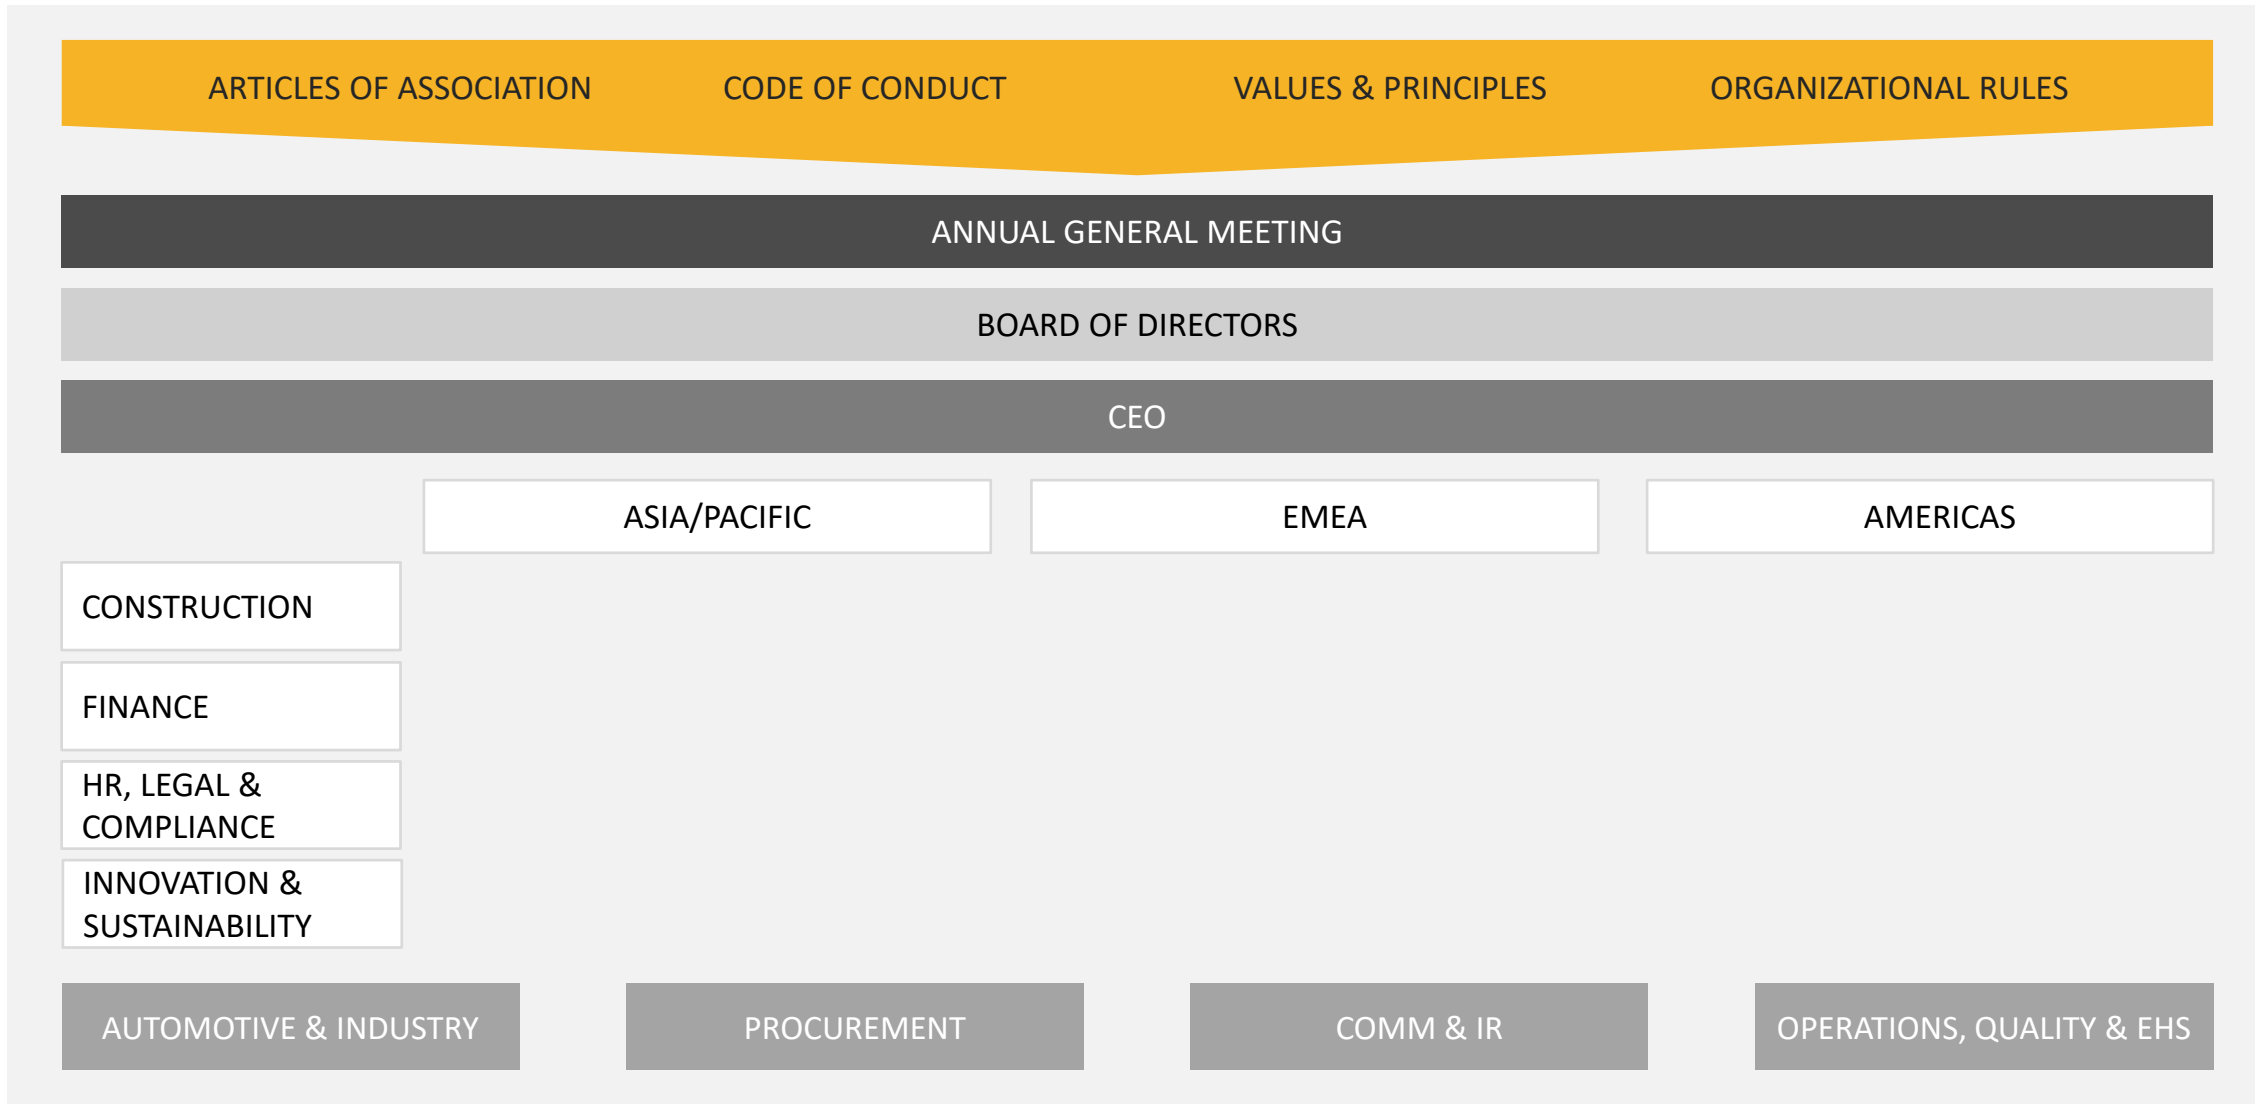 ARTICLES OF ASSOCIATION
CODE OF CONDUCT
VALUES & PRINCIPLES
ORGANIZATIONAL RULES
ANNUAL GENERAL MEETING
BOARD OF DIRECTORS
CEO
ASIA/PACIFIC
EMEA
AMERICAS
CONSTRUCTION
FINANCE
HR, LEGAL &
COMPLIANCE
INNOVATION &
SUSTAINABILITY
AUTOMOTIVE & INDUSTRY
PROCUREMENT
COMM & IR
OPERATIONS, QUALITY & EHS